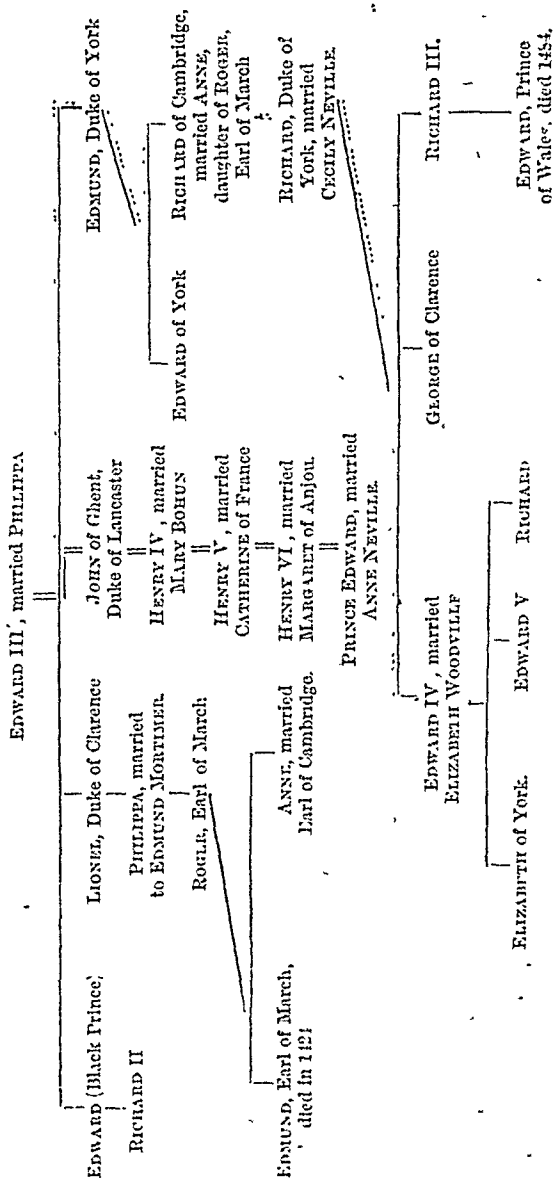 EDWARD III, married PHILIPPA
EDWARD (Black Prince)
LIONEL, Duke of Clarence
JOHN of Ghent,
Duke of Lancaster
EDMUND, Duke of York
RICHARD II
PHILIPPA, married
to EDMUND MORTIMER.
HENRY IV, married
MARY BOHUN
EDWARD of York
RICHARD of Cambridge,
married ANNE,
daughter of ROGER,
Earl of March
ROGER, Earl of March
HENRY V, married
CATHERINE of France
EDMUND, Earl of March,
died in 1424
ANNE, married
Earl of Cambridge.
HENRY VI, married
MARGARET of Anjou.
RICHARD, Duke of
York, married
CECILY NEVILLE
PRINCE EDWARD, married
ANNE NEVILLE.
EDWARD IV, married
ELIZABETH WOODVILLE
GEORGE of Clarence
RICHARD III.
ELIZABETH of York.
EDWARD V
RICHARD
EDWARD, Prince
of Wales, died 1484.